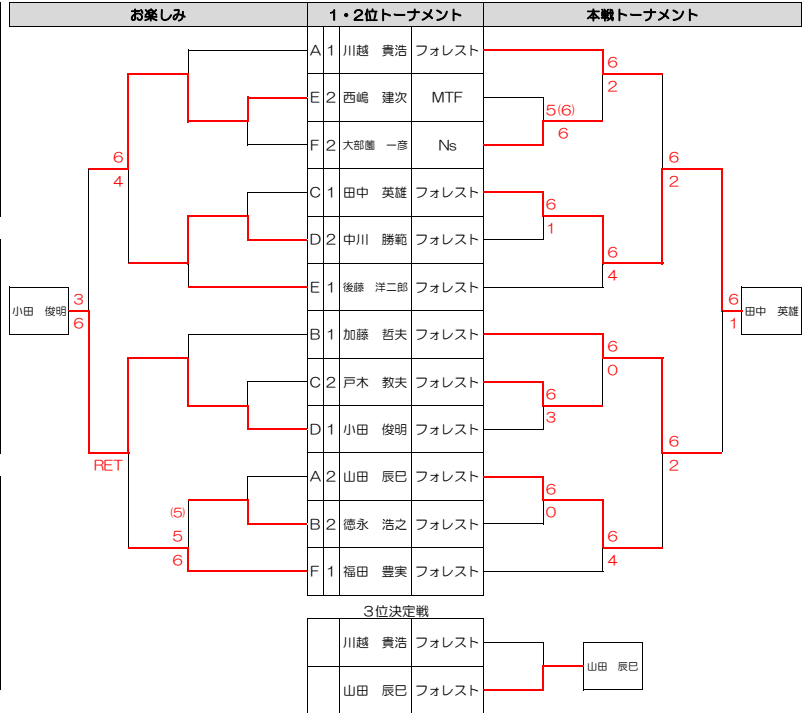 お楽しみ １・２位トーナメント 本戦トーナメント
A 1 川越　貴浩 フォレスト
6
2
E 2 西嶋　建次 MTF
5(6)
6
F 2 大部薗　一彦 Ns
6
4
6
2
C 1 田中　英雄 フォレスト
6
1
D 2 中川　勝範 フォレスト
6
4
E 1 後藤　洋二郎 フォレスト
小田　俊明 3
6
6
1 田中　英雄
B 1 加藤　哲夫 フォレスト
6
0
C 2 戸木　教夫 フォレスト
6
3
D 1 小田　俊明 フォレスト
RET
6
2
A 2 山田　辰巳 フォレスト
6
0
(5)
5
6
B 2 徳永　浩之 フォレスト
6
4
F 1 福田　豊実 フォレスト
３位決定戦
川越　貴浩 フォレスト
山田　辰巳
山田　辰巳 フォレスト